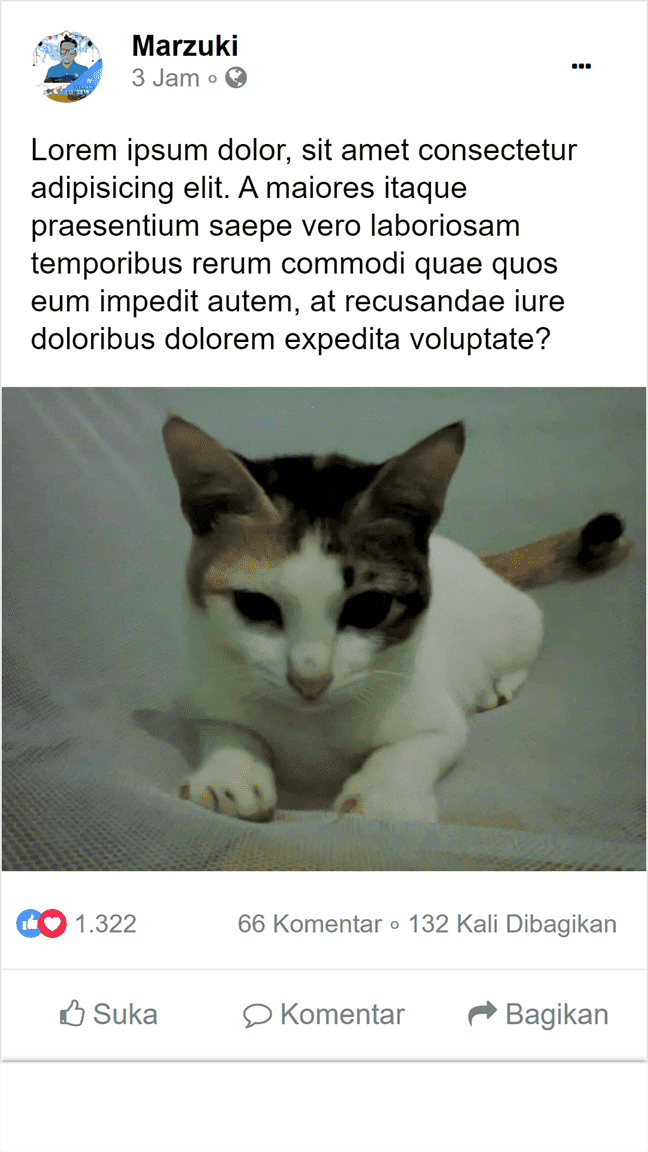 Marzuki
3 Jam ∘
Lorem ipsum dolor, sit amet consectetur
adipisicing elit. A maiores itaque
praesentium saepe vero laboriosam
temporibus rerum commodi quae quos
eum impedit autem, at recusandae iure
doloribus dolorem expedita voluptate?
1.322 66 Komentar ∘ 132 Kali Dibagikan
Suka Komentar Bagikan